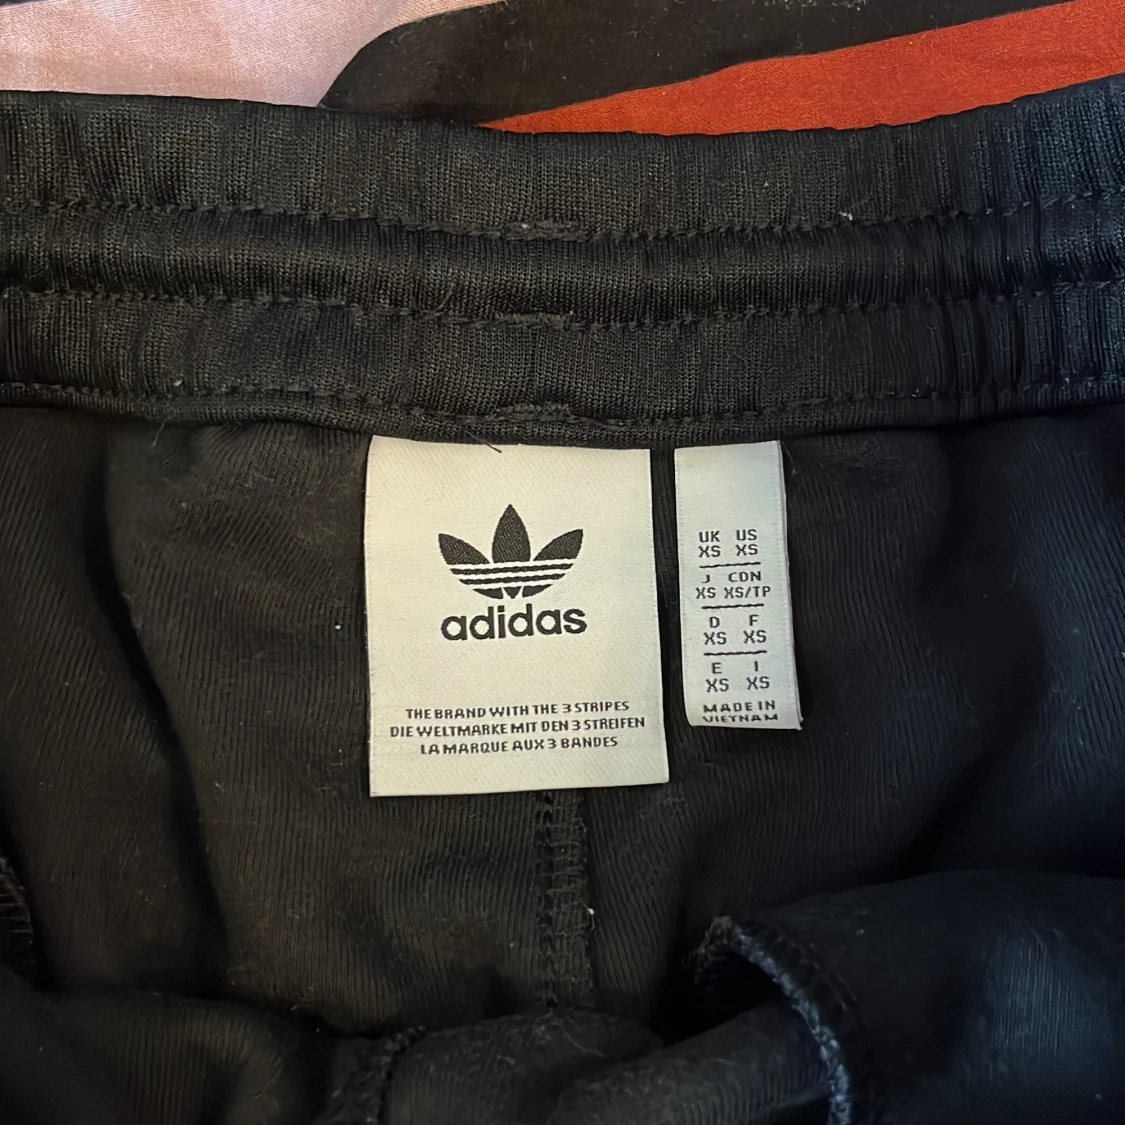 adidas
THE BRAND WITH THE 3 STRIPES
DIE WELTMARKE MIT DEN 3 STREIFEN
LA MARQUE AUX 3 BANDES
UK US
XS XS
J CDN
XS XS/TP
D F
XS XS
E I
XS XS
MADE IN
VIETNAM